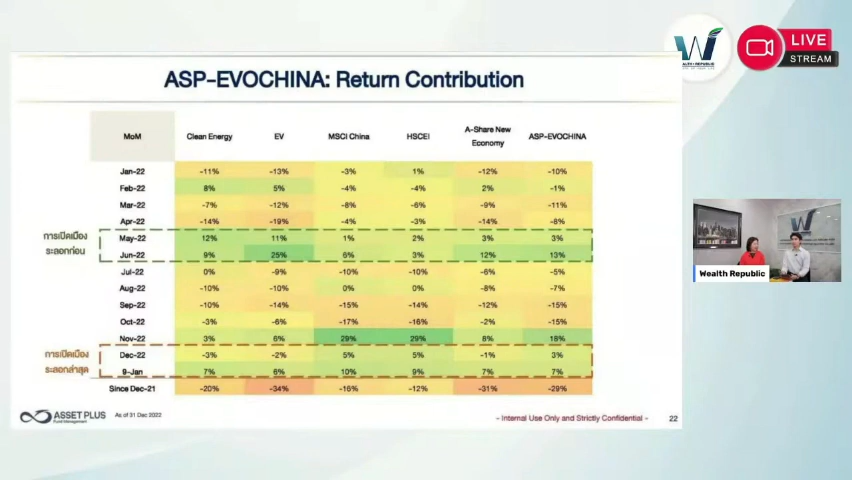 LIVE
STREAM
Wi
ASP-EVOCHINA: Return Contribution
MoM Clean Energy EV MSCI China HSCEI A-Share New Economy ASP-EVOCHINA
Jan-22 -11% -13% -3% 1% -12% -10%
Feb-22 8% 5% -4% -4% 2% -1%
Mar-22 -7% -12% -8% -6% -9% -11%
Apr-22 -14% -19% -4% -3% -14% -8%
การเปิดเมือง
ระลอกก่อน
May-22 12% 11% 1% 2% 3% 3%
Jun-22 9% 25% 6% 3% 12% 13%
Jul-22 0% -9% -10% -10% -6% -5%
Aug-22 -10% -10% 0% 0% -8% -7%
Sep-22 -10% -14% -15% -14% -12% -15%
Oct-22 -3% -6% -17% -16% -2% -15%
Nov-22 3% 6% 29% 29% 8% 18%
การเปิดเมือง
ระลอกล่าสุด
Dec-22 -3% -2% 5% 5% -1% 3%
9-Jan 7% 6% 10% 9% 7% 7%
Since Dec-21 -20% -34% -16% -12% -31% -29%
ASSET PLUS
Fund Management
As of 31 Dec 2022
- Internal Use Only and Strictly Confidential -
22
Wealth Republic